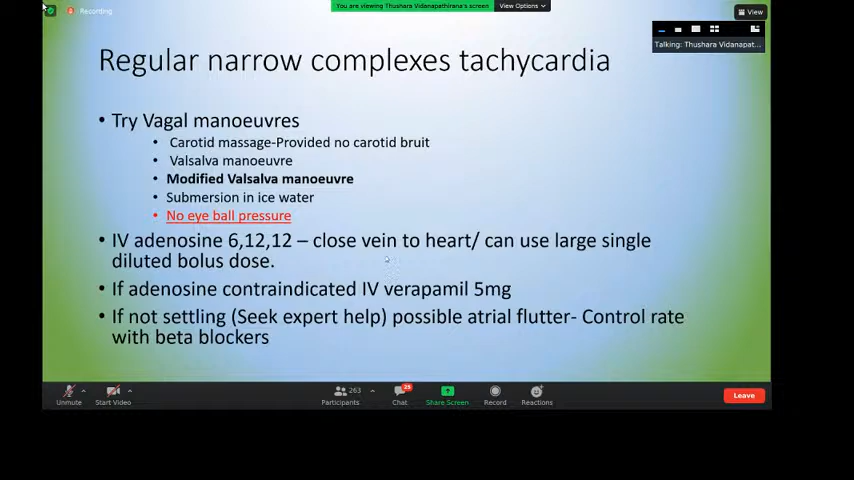 Recording
You are viewing Thushara Vidanapathirana's screen
View Options
View
Talking: Thushara Vidanapat...
Regular narrow complexes tachycardia
• Try Vagal manoeuvres
• Carotid massage-Provided no carotid bruit
• Valsalva manoeuvre
• Modified Valsalva manoeuvre
• Submersion in ice water
• No eye ball pressure
• IV adenosine 6,12,12 – close vein to heart/ can use large single
diluted bolus dose.
• If adenosine contraindicated IV verapamil 5mg
• If not settling (Seek expert help) possible atrial flutter- Control rate
with beta blockers
Unmute
Start Video
263
Participants
25
Chat
Share Screen
Record
Reactions
Leave